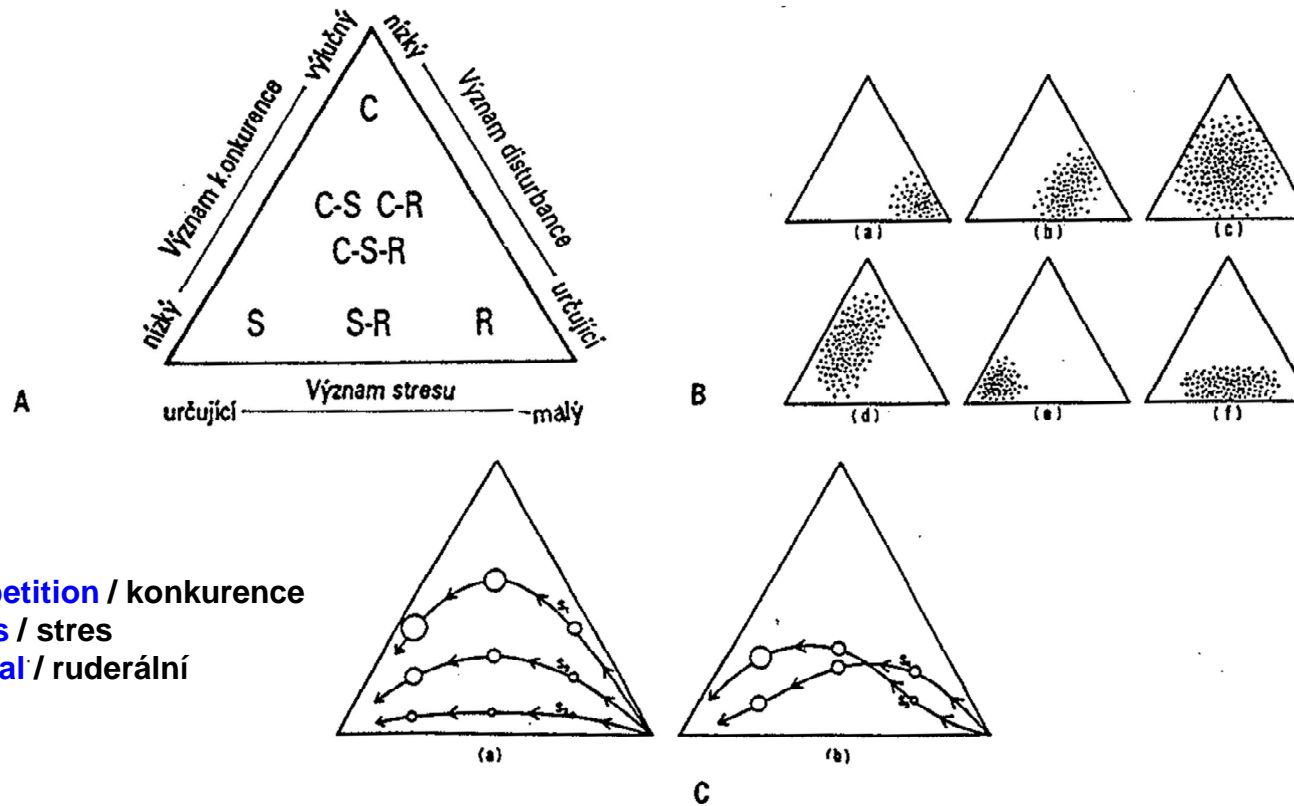 výlučný
nízký
Význam konkurence
Význam disturbance
nízký
určující
C
C-S C-R
C-S-R
S S-R R
Význam stresu
určující malý
A
(a) (b) (c)
(d) (e) (f)
B
petition / konkurence
s / stres
al / ruderální
(a) (b)
C